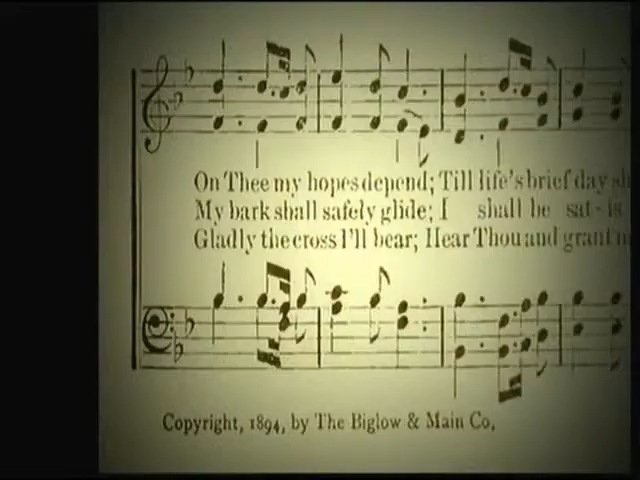 On Thee my hopes depend; Till life's brief day
My bark shall safely glide; I shall be sat-is
Gladly the cross I'll bear; Hear Thou and grant
Copyright, 1894, by The Biglow & Main Co.